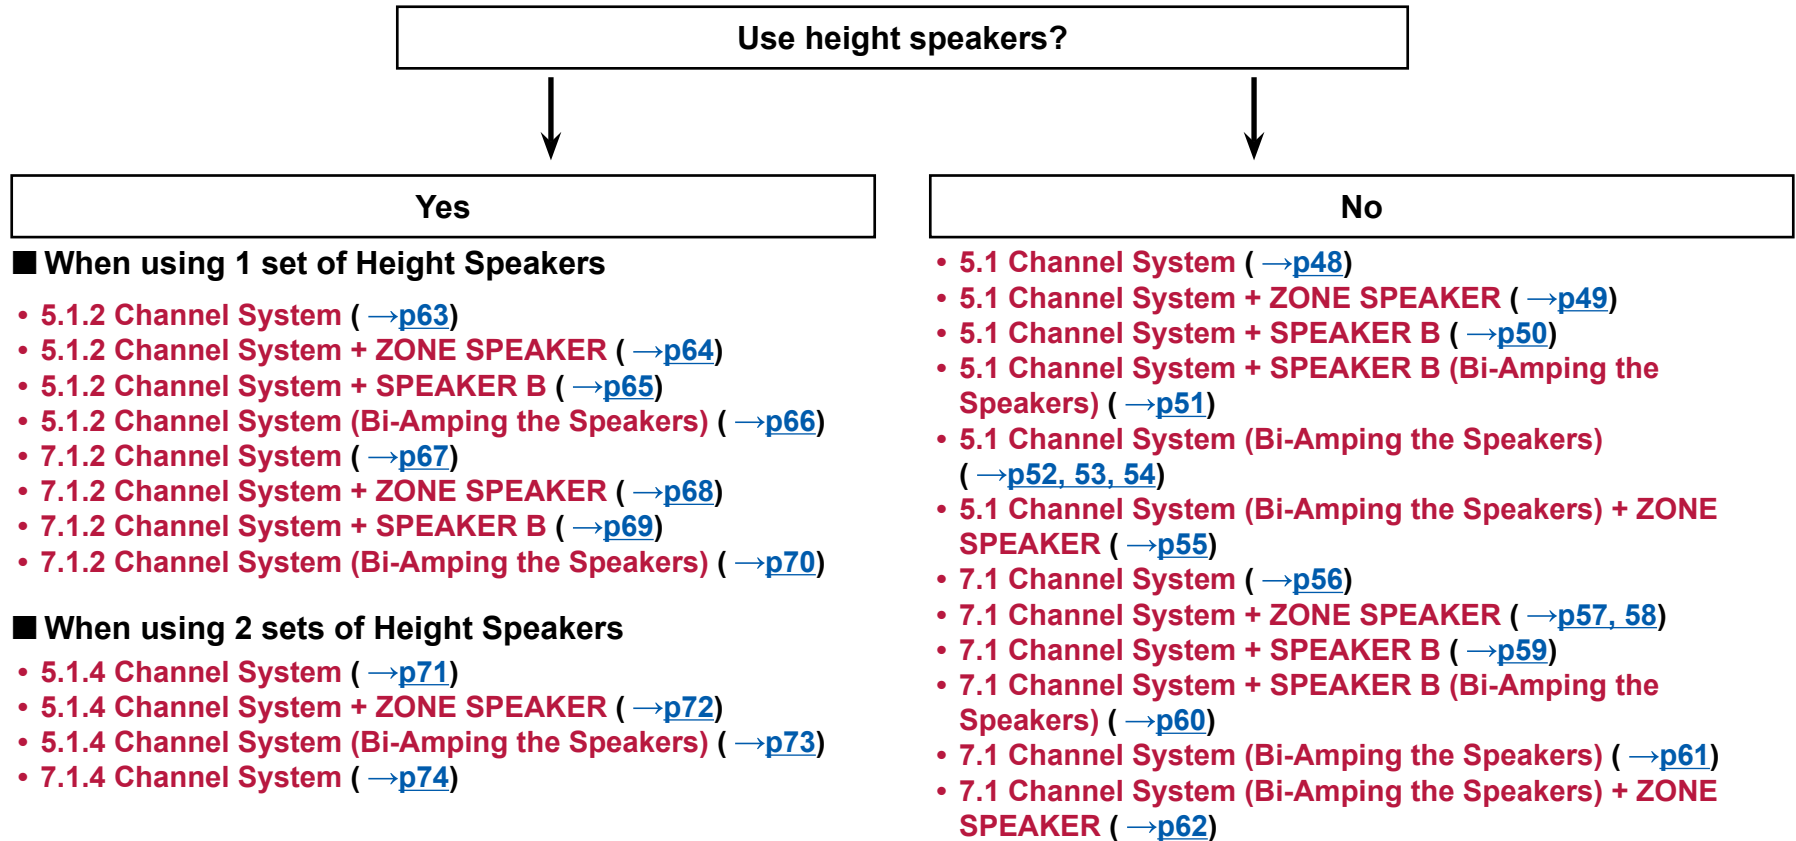 Use height speakers?
Yes
■ When using 1 set of Height Speakers
• 5.1.2 Channel System ( →p63)
• 5.1.2 Channel System + ZONE SPEAKER ( →p64)
• 5.1.2 Channel System + SPEAKER B ( →p65)
• 5.1.2 Channel System (Bi-Amping the Speakers) ( →p66)
• 7.1.2 Channel System ( →p67)
• 7.1.2 Channel System + ZONE SPEAKER ( →p68)
• 7.1.2 Channel System + SPEAKER B ( →p69)
• 7.1.2 Channel System (Bi-Amping the Speakers) ( →p70)
■ When using 2 sets of Height Speakers
• 5.1.4 Channel System ( →p71)
• 5.1.4 Channel System + ZONE SPEAKER ( →p72)
• 5.1.4 Channel System (Bi-Amping the Speakers) ( →p73)
• 7.1.4 Channel System ( →p74)
No
• 5.1 Channel System ( →p48)
• 5.1 Channel System + ZONE SPEAKER ( →p49)
• 5.1 Channel System + SPEAKER B ( →p50)
• 5.1 Channel System + SPEAKER B (Bi-Amping the
Speakers) ( →p51)
• 5.1 Channel System (Bi-Amping the Speakers)
( →p52, 53, 54)
• 5.1 Channel System (Bi-Amping the Speakers) + ZONE
SPEAKER ( →p55)
• 7.1 Channel System ( →p56)
• 7.1 Channel System + ZONE SPEAKER ( →p57, 58)
• 7.1 Channel System + SPEAKER B ( →p59)
• 7.1 Channel System + SPEAKER B (Bi-Amping the
Speakers) ( →p60)
• 7.1 Channel System (Bi-Amping the Speakers) ( →p61)
• 7.1 Channel System (Bi-Amping the Speakers) + ZONE
SPEAKER ( →p62)